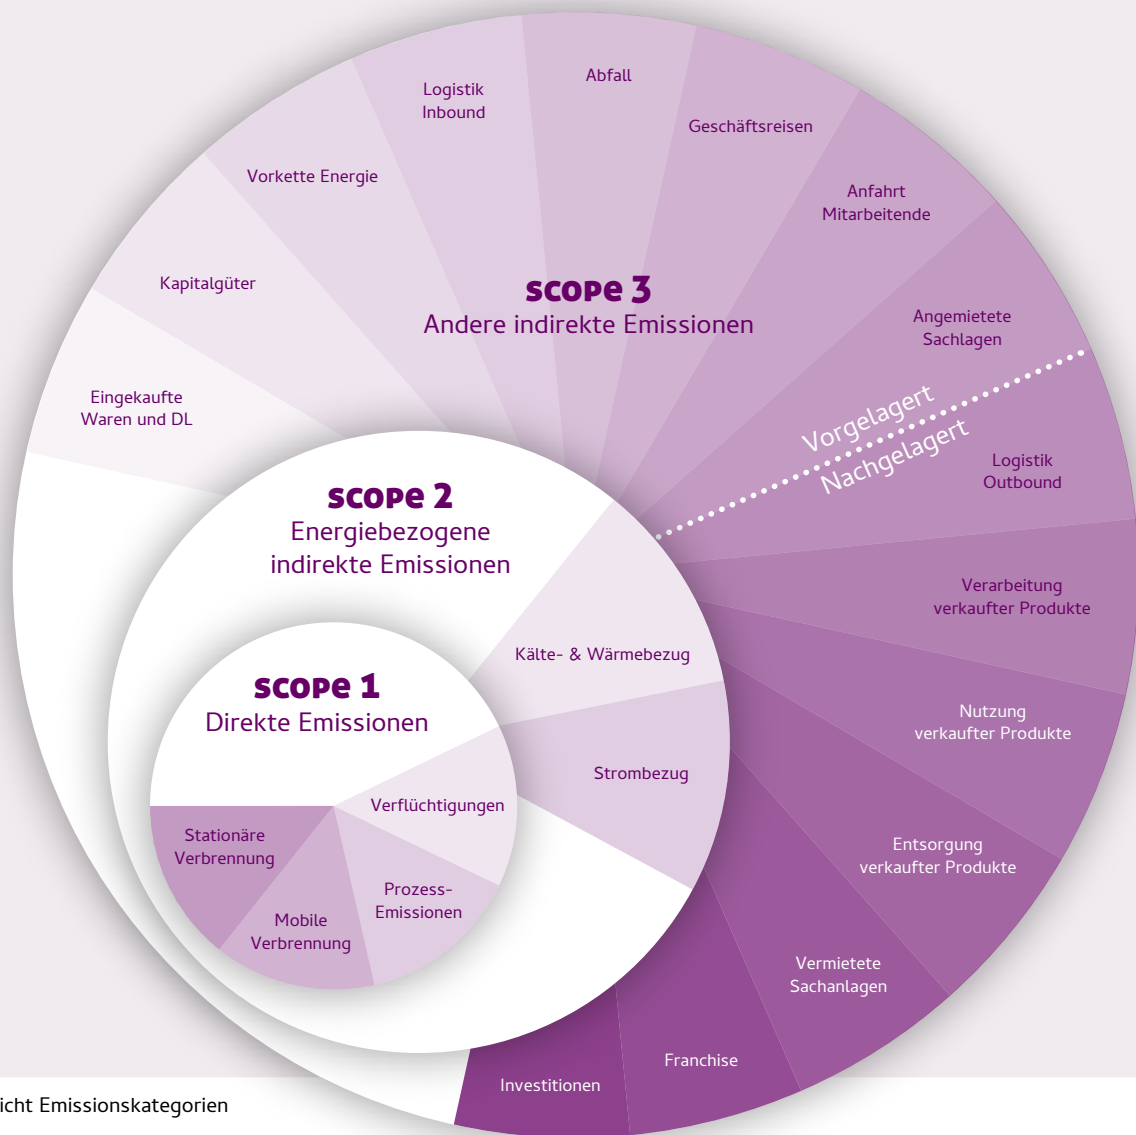 Logistik
Inbound
Abfall
Geschäftsreisen
Vorkette Energie
Anfahrt
Mitarbeitende
Kapitalgüter
scope 3
Andere indirekte Emissionen
Angemietete
Sachlagen
Eingekaufte
Waren und DL
Vorgelagert
Nachgelagert
Logistik
Outbound
scope 2
Energiebezogene
indirekte Emissionen
Verarbeitung
verkaufter Produkte
Kälte- & Wärmebezug
scope 1
Direkte Emissionen
Nutzung
verkaufter Produkte
Strombezug
Verflüchtigungen
Stationäre
Verbrennung
Entsorgung
verkaufter Produkte
Prozess-
Emissionen
Mobile
Verbrennung
Vermietete
Sachanlagen
Franchise
Investitionen
icht Emissionskategorien